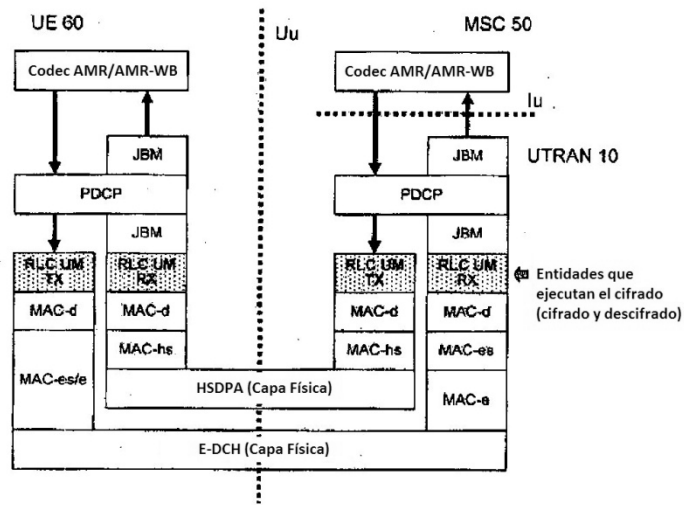 UE 60
Uu
MSC 50
Codec AMR/AMR-WB
Codec AMR/AMR-WB
Iu
JBM
JBM
UTRAN 10
PDCP
PDCP
JBM
JBM
RLC UM
TX
RLC UM
RX
RLC UM
TX
RLC UM
RX
Entidades que
ejecutan el cifrado
(cifrado y descifrado)
MAC-d
MAC-d
MAC-d
MAC-d
MAC-es/e
MAC-hs
MAC-hs
MAC-es
HSDPA (Capa Física)
MAC-e
E-DCH (Capa Física)